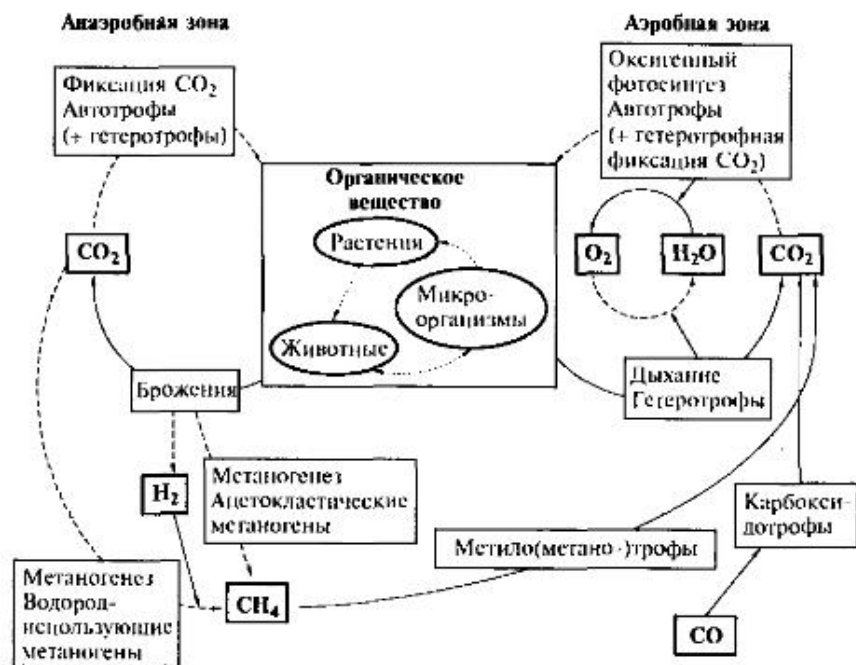 Анаэробная зона
Аэробная зона
Фиксация CO₂
Автотрофы
(+ гетеротрофы)
Оксигенный
фотосинтез
Автотрофы
(+ гетеротрофная
фиксация CO₂)
Органическое
вещество
Растения
Микро-
организмы
Животные
CO₂
O₂
H₂O
CO₂
Брожения
Дыхание
Гетеротрофы
H₂
Метаногенез
Ацетокластические
метаногены
Карбокси-
дотрофы
Метило(метано-)трофы
Метаногенез
Водород-
использующие
метаногены
CH₄
CO